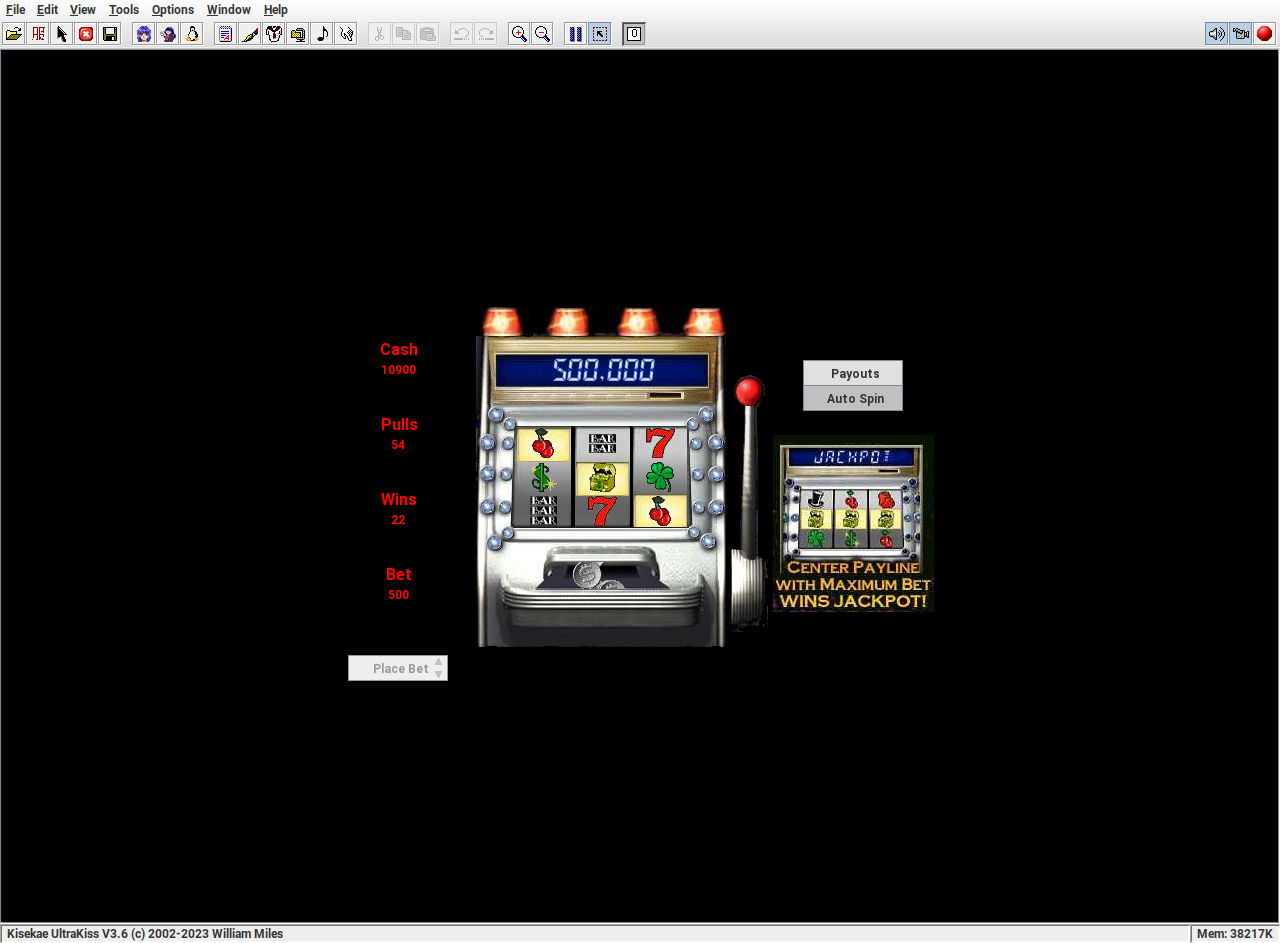 File Edit View Tools Options Window Help
0
Cash
10900
Pulls
54
Wins
22
Bet
500
Place Bet
500.000
BAR
BAR
7
BAR
BAR
BAR
7
Payouts
Auto Spin
JACKPOT
CENTER PAYLINE
WITH MAXIMUM BET
WINS JACKPOT!
Kisekae UltraKiss V3.6 (c) 2002-2023 William Miles
Mem: 38217K